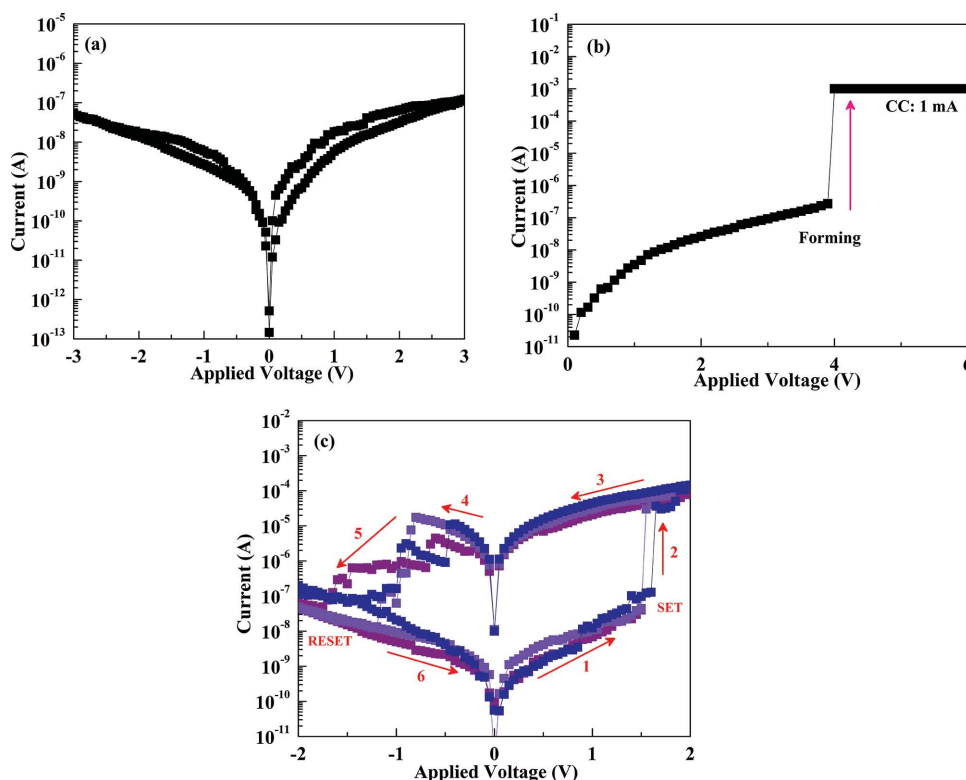 (a)
Current (A)
10^-5
10^-6
10^-7
10^-8
10^-9
10^-10
10^-11
10^-12
10^-13
-3 -2 -1 0 1 2 3
Applied Voltage (V)
(b)
Current (A)
10^-1
10^-2
10^-3
10^-4
10^-5
10^-6
10^-7
10^-8
10^-9
10^-10
10^-11
CC: 1 mA
Forming
0 2 4 6
Applied Voltage (V)
(c)
Current (A)
10^-2
10^-3
10^-4
10^-5
10^-6
10^-7
10^-8
10^-9
10^-10
10^-11
3
4
5
2
SET
RESET
1
6
-2 -1 0 1 2
Applied Voltage (V)